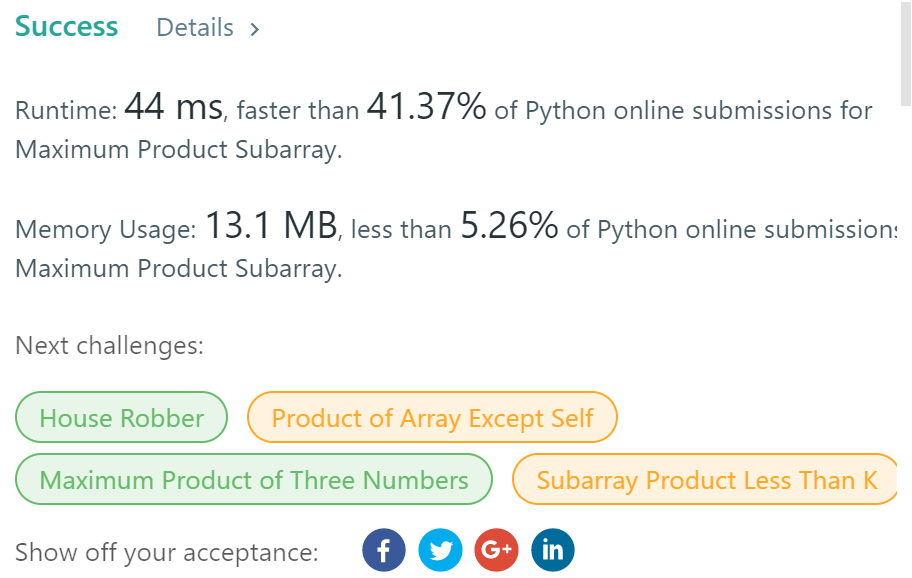 Success Details >
Runtime: 44 ms, faster than 41.37% of Python online submissions for
Maximum Product Subarray.
Memory Usage: 13.1 MB, less than 5.26% of Python online submissions
Maximum Product Subarray.
Next challenges:
House Robber Product of Array Except Self
Maximum Product of Three Numbers Subarray Product Less Than K
Show off your acceptance: f G+ in